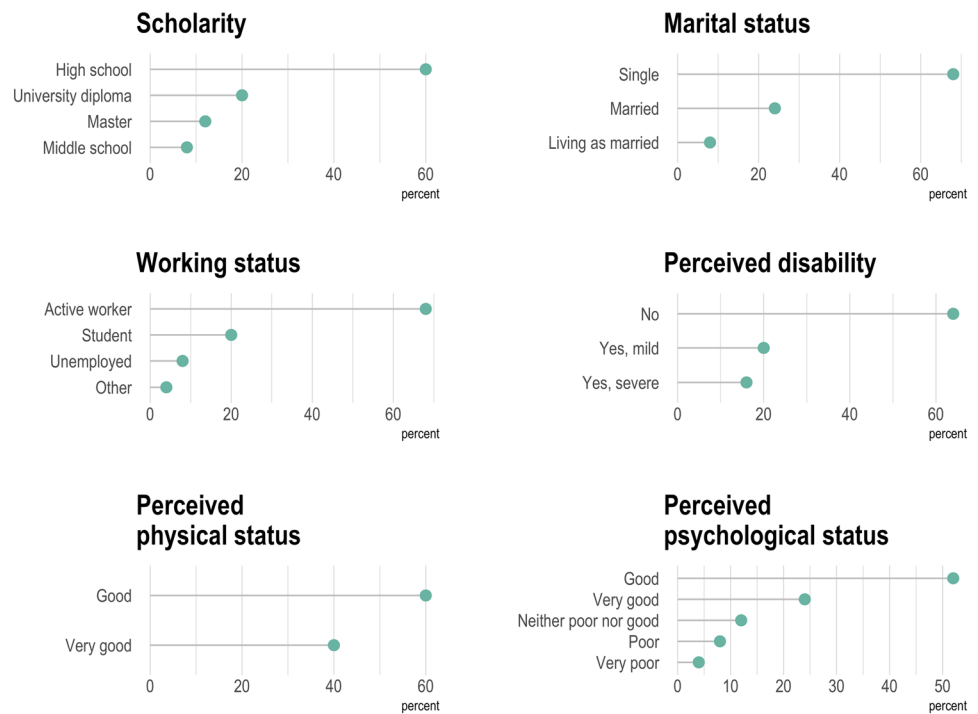 Scholarity
High school
University diploma
Master
Middle school
0 20 40 60
percent
Marital status
Single
Married
Living as married
0 20 40 60
percent
Working status
Active worker
Student
Unemployed
Other
0 20 40 60
percent
Perceived disability
No
Yes, mild
Yes, severe
0 20 40 60
percent
Perceived
physical status
Good
Very good
0 20 40 60
percent
Perceived
psychological status
Good
Very good
Neither poor nor good
Poor
Very poor
0 10 20 30 40 50
percent